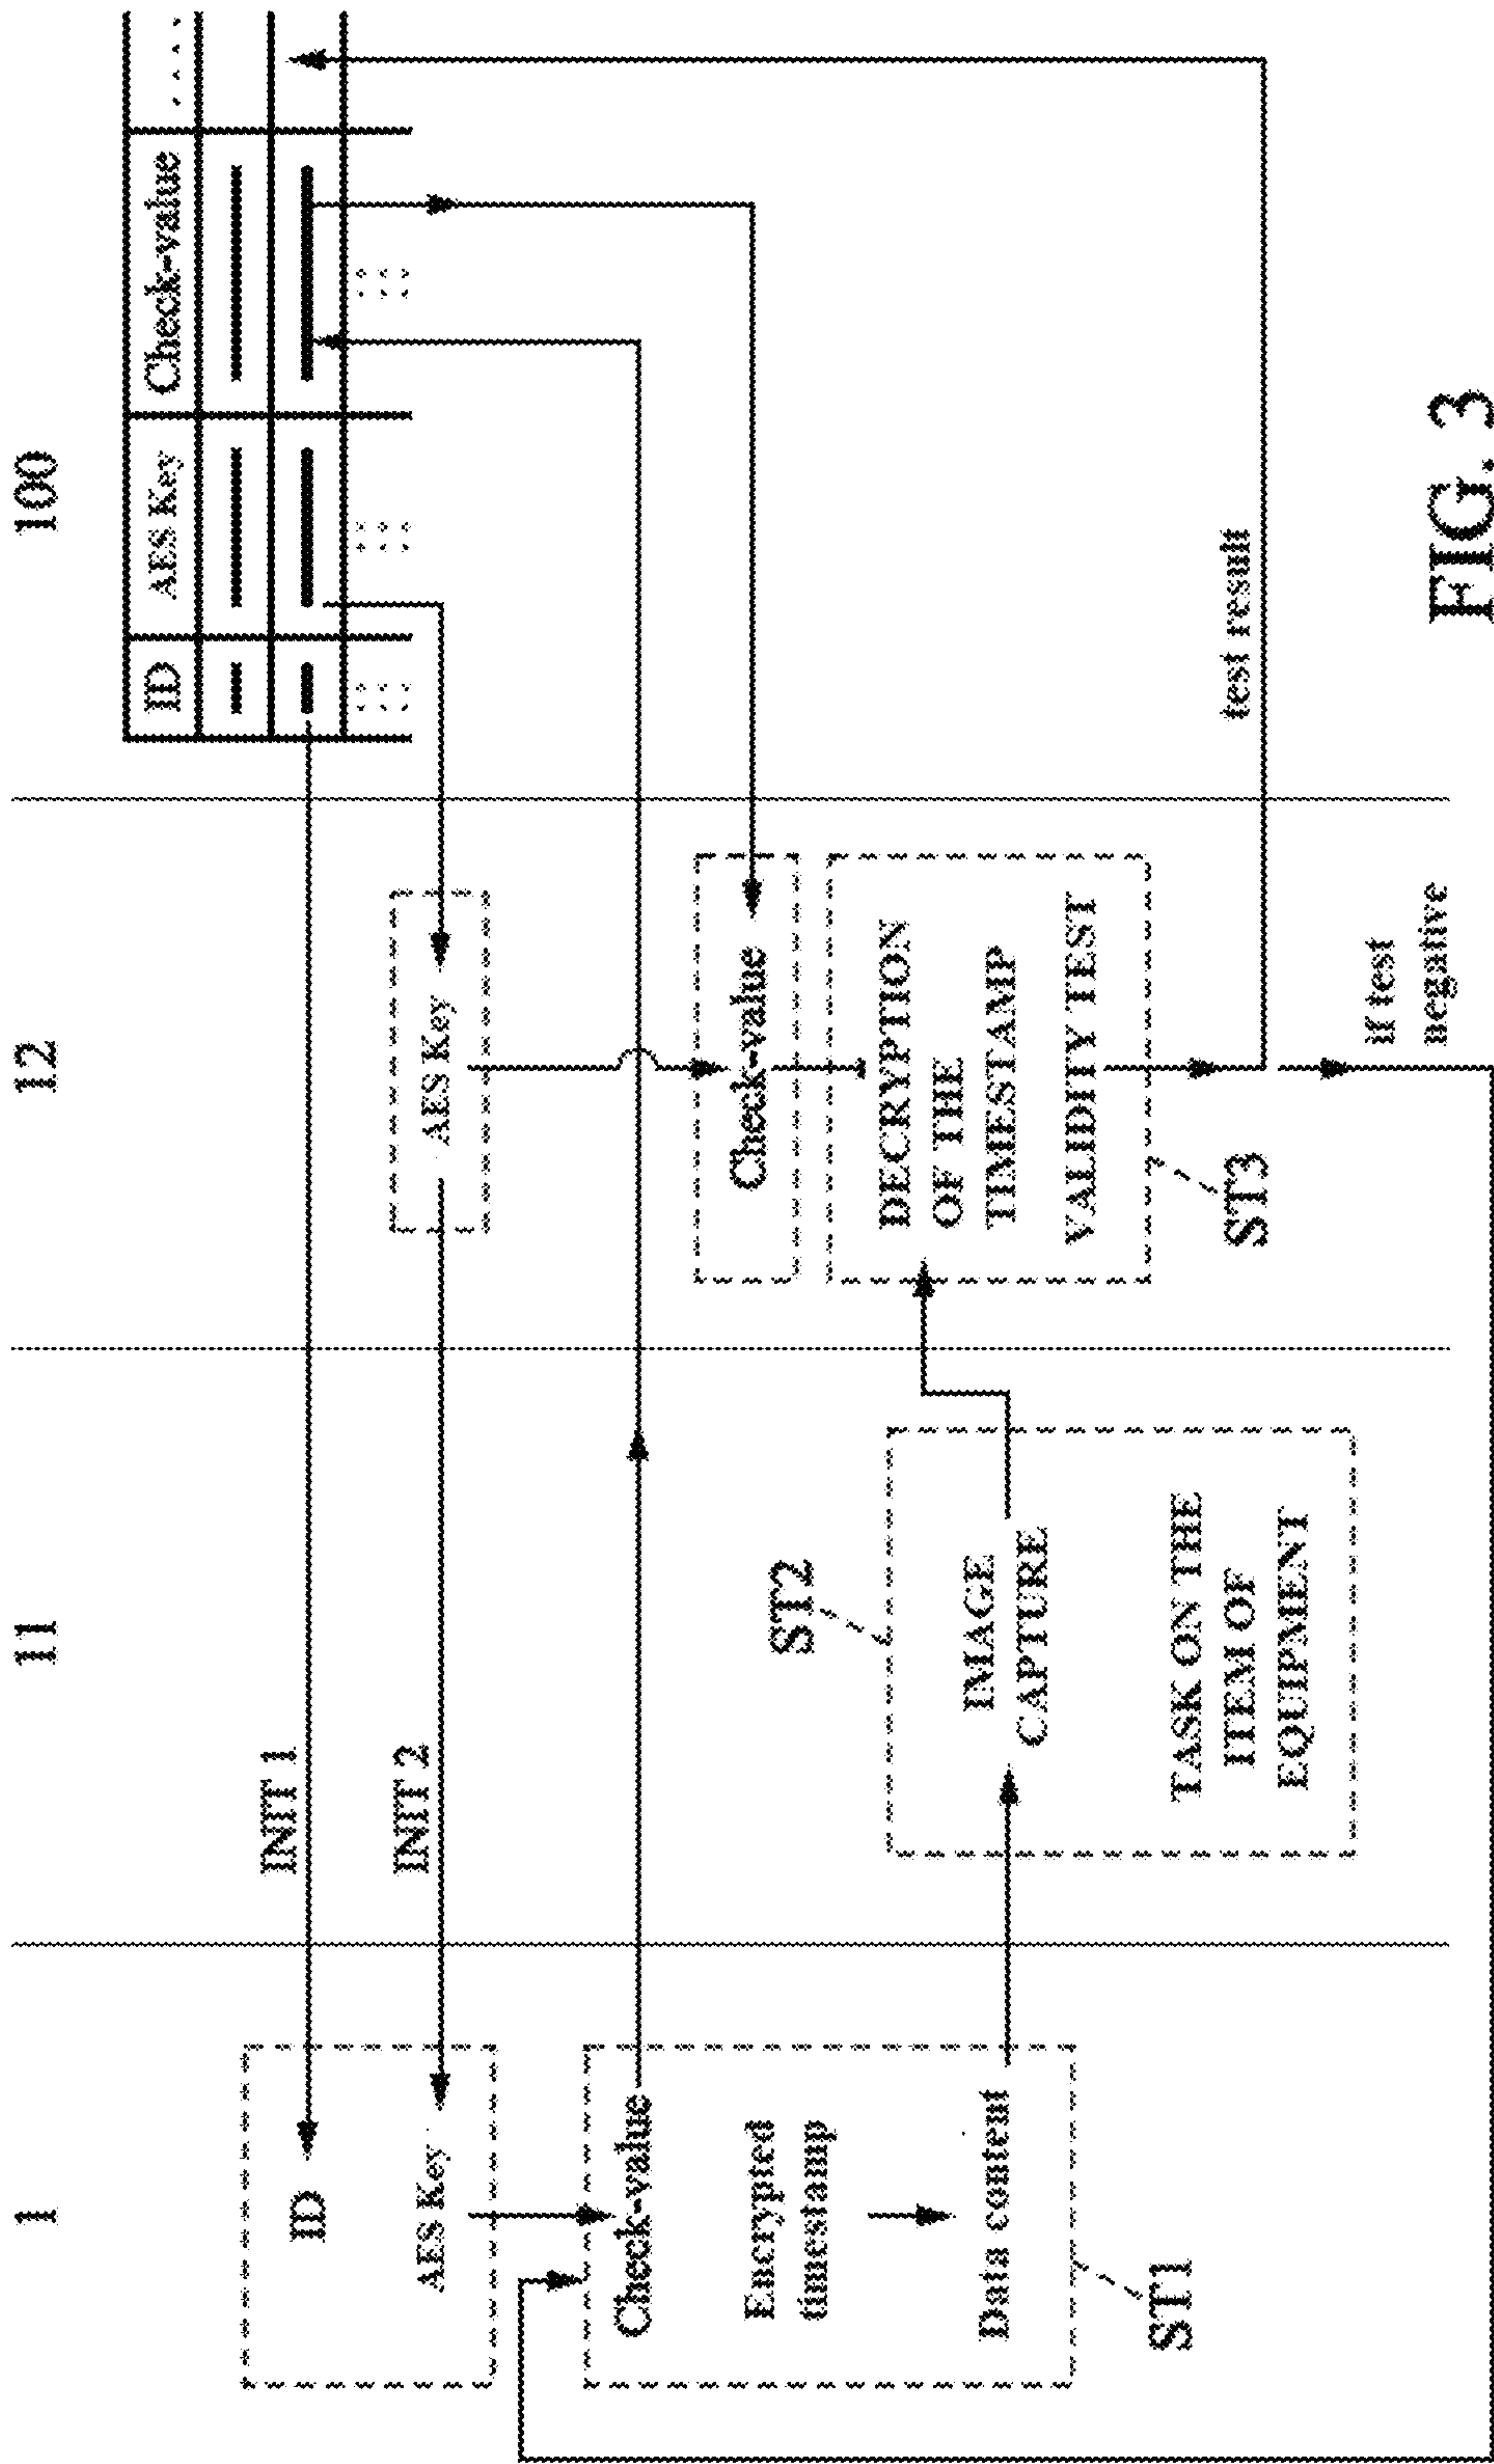 1
11
12
100
ID
AES Key
Check-value
. . . .
INIT 1
INIT 2
ID
AES Key
AES Key
Check-value
Encrypted
timestamp
Data content
ST1
ST2
IMAGE
CAPTURE
TASK ON THE
ITEM OF
EQUIPMENT
Check-value
DECRYPTION
OF THE
TIMESTAMP
VALIDITY TEST
ST3
test result
if test
negative
FIG. 3